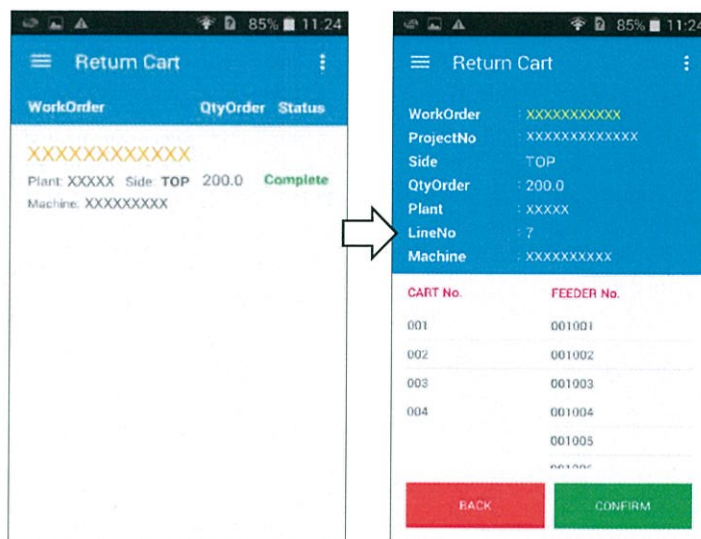 85% 11:24
Return Cart
WorkOrder QtyOrder Status
XXXXXXXXXXXX
Plant: XXXXX Side: TOP 200.0 Complete
Machine: XXXXXXXXX
85% 11:24
Return Cart
WorkOrder : XXXXXXXXXXX
ProjectNo : XXXXXXXXXXXXX
Side TOP
QtyOrder : 200.0
Plant : XXXXX
LineNo : 7
Machine : XXXXXXXXXX
CART No. FEEDER No.
001 001001
002 001002
003 001003
004 001004
001005
BACK CONFIRM